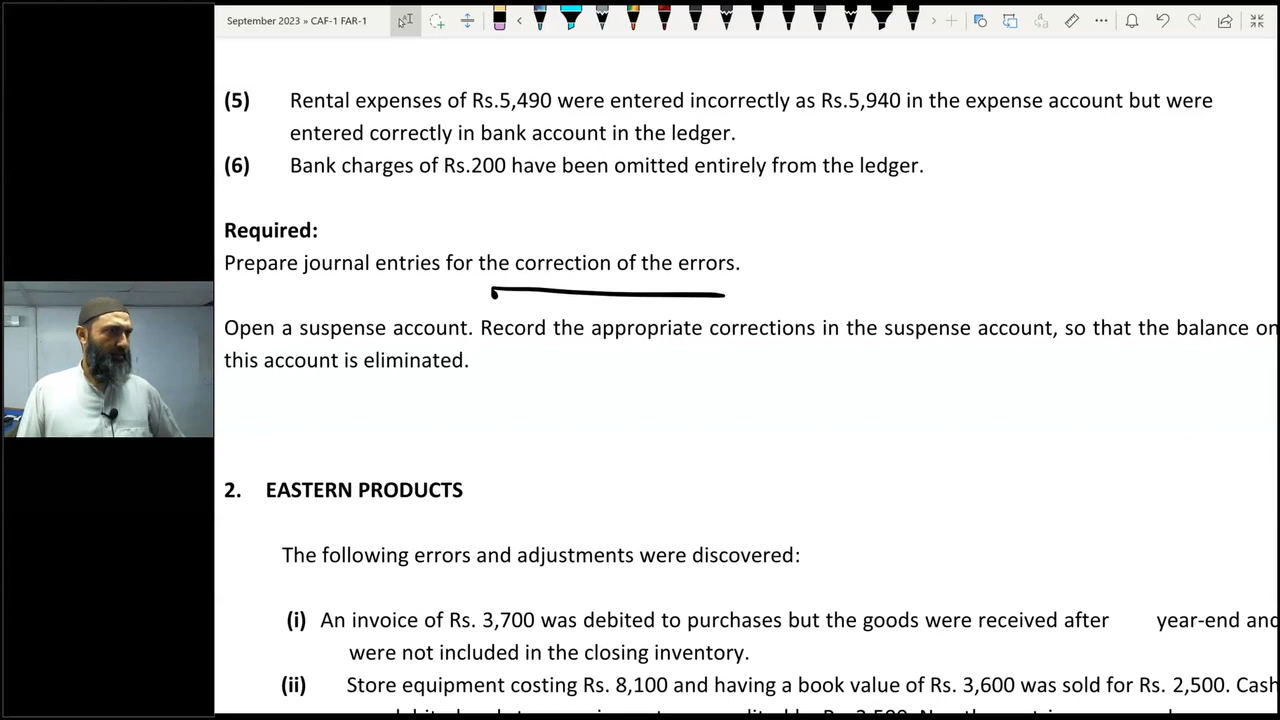 September 2023 » CAF-1 FAR-1
(5) Rental expenses of Rs.5,490 were entered incorrectly as Rs.5,940 in the expense account but were
entered correctly in bank account in the ledger.
(6) Bank charges of Rs.200 have been omitted entirely from the ledger.
Required:
Prepare journal entries for the correction of the errors.
Open a suspense account. Record the appropriate corrections in the suspense account, so that the balance on
this account is eliminated.
2. EASTERN PRODUCTS
The following errors and adjustments were discovered:
(i) An invoice of Rs. 3,700 was debited to purchases but the goods were received after year-end and
were not included in the closing inventory.
(ii) Store equipment costing Rs. 8,100 and having a book value of Rs. 3,600 was sold for Rs. 2,500. Cash